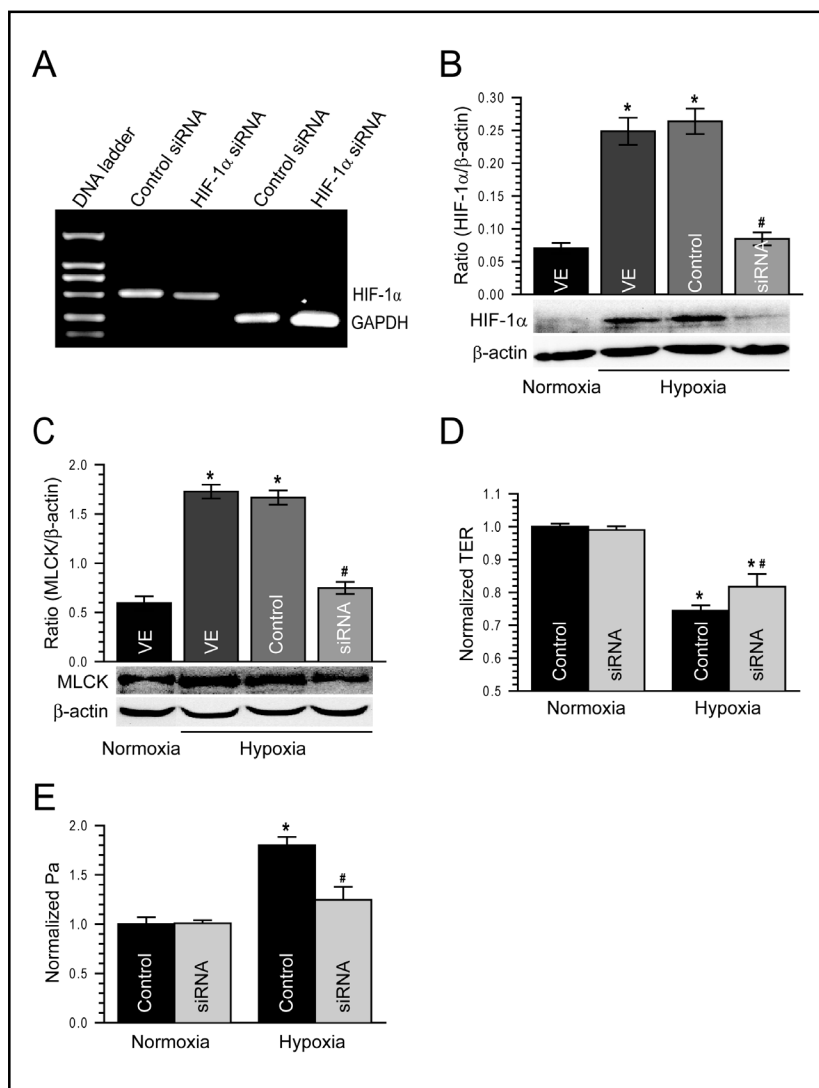 A
DNA ladder
Control siRNA
HIF-1α siRNA
Control siRNA
HIF-1α siRNA
HIF-1α
GAPDH
B
Ratio (HIF-1α/β-actin)
0.30
0.25
0.20
0.15
0.10
0.05
0.00
* * #
VE VE Control siRNA
HIF-1α
β-actin
Normoxia Hypoxia
C
Ratio (MLCK/β-actin)
2.0
1.5
1.0
0.5
0.0
* * #
VE VE Control siRNA
MLCK
β-actin
Normoxia Hypoxia
D
Normalized TER
1.1
1.0
0.9
0.8
0.7
0.6
0.5
* * #
Control siRNA Control siRNA
Normoxia Hypoxia
E
Normalized Pa
2.0
1.5
1.0
0.5
0.0
* #
Control siRNA Control siRNA
Normoxia Hypoxia